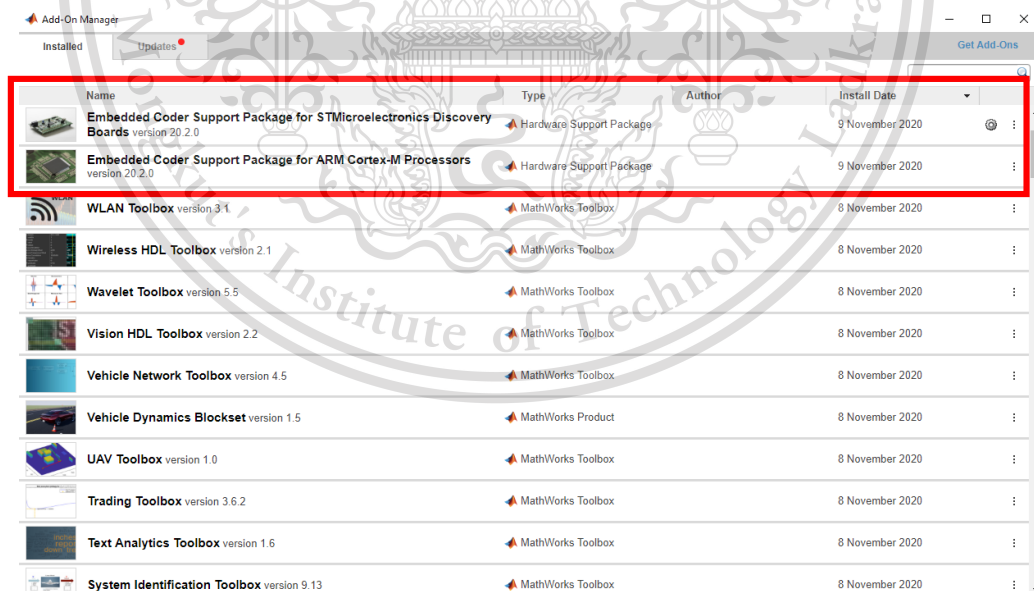 Add-On Manager
Installed Updates Get Add-Ons
Name Type Author Install Date
Embedded Coder Support Package for STMicroelectronics Discovery
Boards version 20.2.0 Hardware Support Package 9 November 2020
Embedded Coder Support Package for ARM Cortex-M Processors
version 20.2.0 Hardware Support Package 9 November 2020
WLAN Toolbox version 3.1 MathWorks Toolbox 8 November 2020
Wireless HDL Toolbox version 2.1 MathWorks Toolbox 8 November 2020
Wavelet Toolbox version 5.5 MathWorks Toolbox 8 November 2020
Vision HDL Toolbox version 2.2 MathWorks Toolbox 8 November 2020
Vehicle Network Toolbox version 4.5 MathWorks Toolbox 8 November 2020
Vehicle Dynamics Blockset version 1.5 MathWorks Product 8 November 2020
UAV Toolbox version 1.0 MathWorks Toolbox 8 November 2020
Trading Toolbox version 3.6.2 MathWorks Toolbox 8 November 2020
Text Analytics Toolbox version 1.6 MathWorks Toolbox 8 November 2020
System Identification Toolbox version 9.13 MathWorks Toolbox 8 November 2020
Mongkut's Institute of Technology